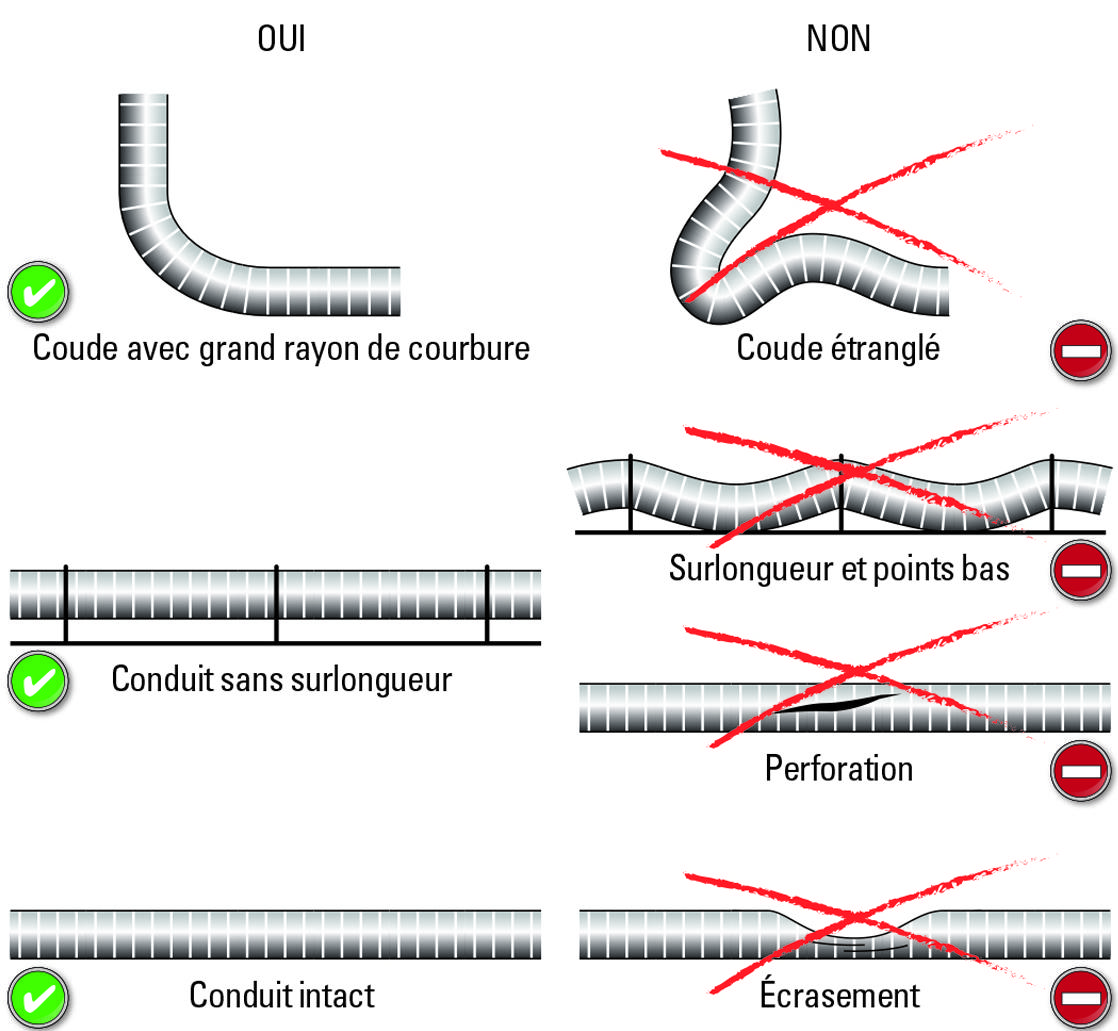 OUI
NON
Coude avec grand rayon de courbure
Coude étranglé
Surlongueur et points bas
Conduit sans surlongueur
Perforation
Conduit intact
Écrasement